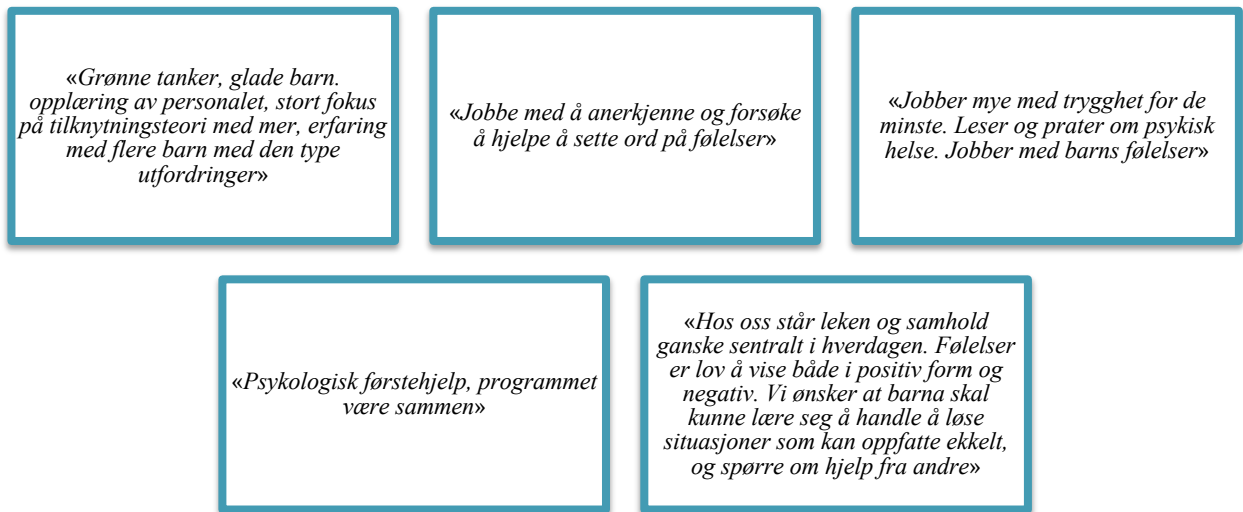 «Grønne tanker, glade barn.
opplæring av personalet, stort fokus
på tilknytningsteori med mer, erfaring
med flere barn med den type
utfordringer»
«Jobbe med å anerkjenne og forsøke
å hjelpe å sette ord på følelser»
«Jobber mye med trygghet for de
minste. Leser og prater om psykisk
helse. Jobber med barns følelser»
«Psykologisk førstehjelp, programmet
være sammen»
«Hos oss står leken og samhold
ganske sentralt i hverdagen. Følelser
er lov å vise både i positiv form og
negativ. Vi ønsker at barna skal
kunne lære seg å handle å løse
situasjoner som kan oppfatte ekkelt,
og spørre om hjelp fra andre»